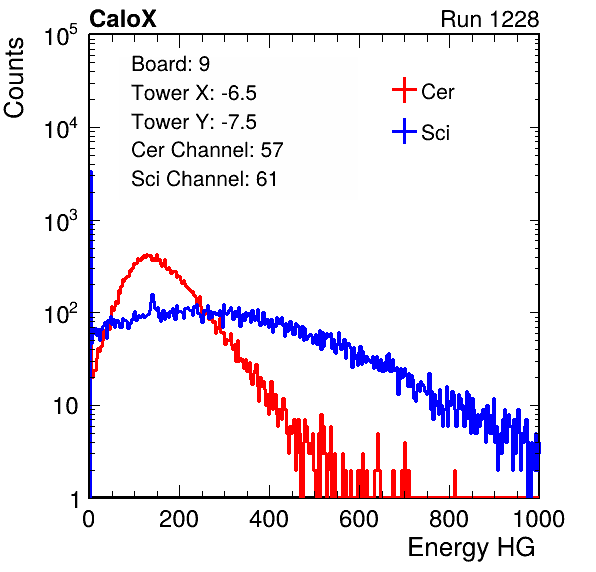 CaloX Run 1228
Counts
Board: 9
Tower X: -6.5
Tower Y: -7.5
Cer Channel: 57
Sci Channel: 61
Cer
Sci
10^5
10^4
10^3
10^2
10
1
0 200 400 600 800 1000
Energy HG